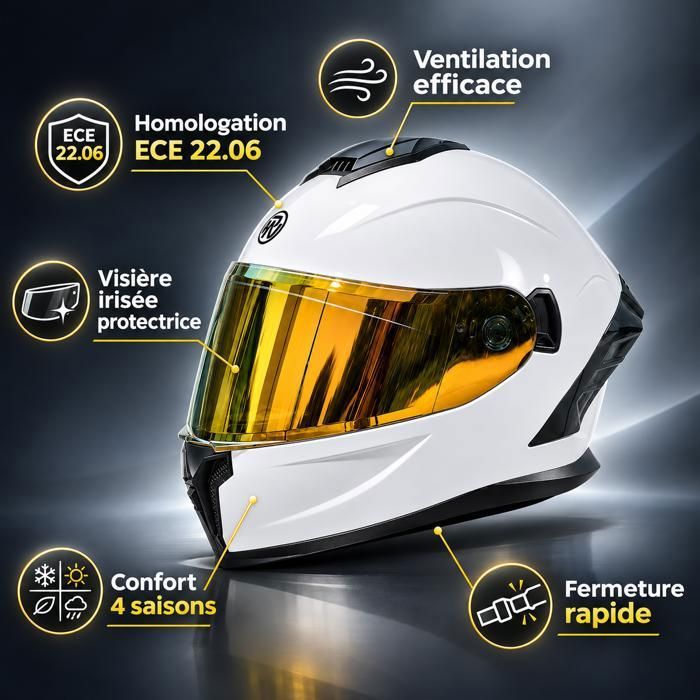 Ventilation
efficace
ECE
22.06
Homologation
ECE 22.06
Visière
irisée
protectrice
Confort
4 saisons
Fermeture
rapide